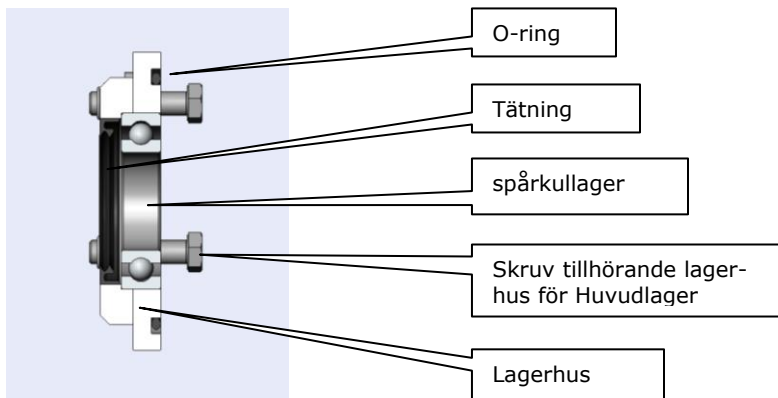 O-ring
Tätning
spårkullager
Skruv tillhörande lager-
hus för Huvudlager
Lagerhus